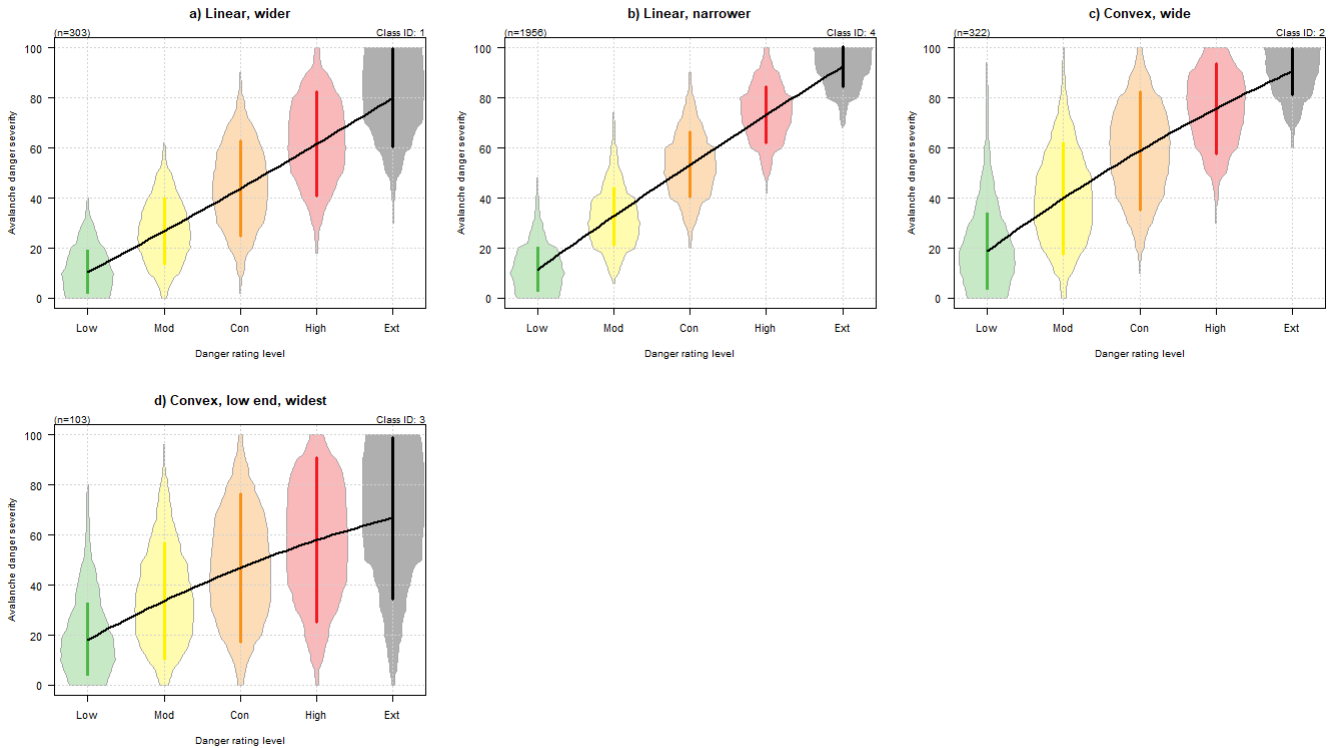 a) Linear, wider
(n=303)
Class ID: 1
100
80
60
40
20
0
Avalanche danger severity
Low Mod Con High Ext
Danger rating level
b) Linear, narrower
(n=1956)
Class ID: 4
100
80
60
40
20
0
Avalanche danger severity
Low Mod Con High Ext
Danger rating level
c) Convex, wide
(n=322)
Class ID: 2
100
80
60
40
20
0
Avalanche danger severity
Low Mod Con High Ext
Danger rating level
d) Convex, low end, widest
(n=103)
Class ID: 3
100
80
60
40
20
0
Avalanche danger severity
Low Mod Con High Ext
Danger rating level